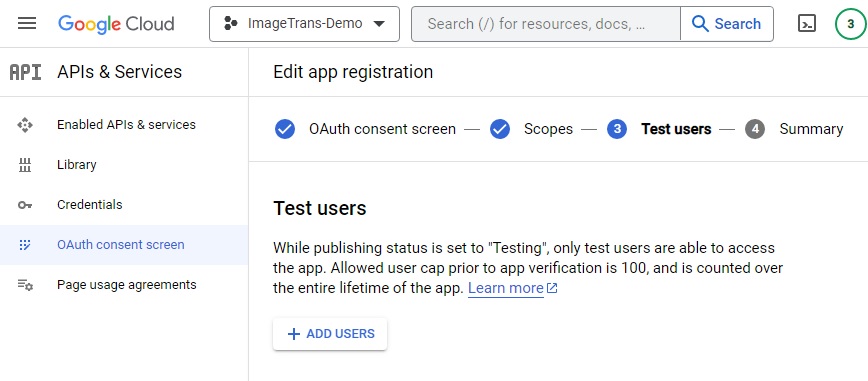 Google Cloud
ImageTrans-Demo
Search (/) for resources, docs, ...
Search
3
API
APIs & Services
Edit app registration
Enabled APIs & services
Library
Credentials
OAuth consent screen
Page usage agreements
OAuth consent screen
Scopes
3 Test users
4 Summary
Test users
While publishing status is set to "Testing", only test users are able to access
the app. Allowed user cap prior to app verification is 100, and is counted over
the entire lifetime of the app. Learn more
+ ADD USERS